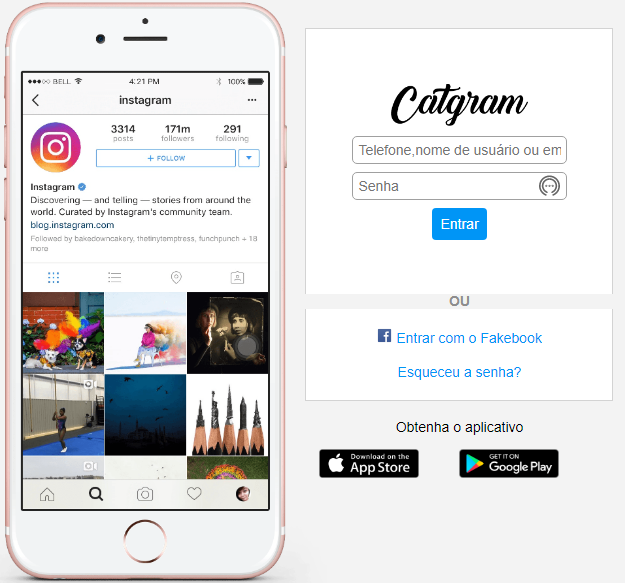 ●●●○○ BELL 4:21 PM 100%
instagram
3314 171m 291
posts followers following
+ FOLLOW
Instagram
Discovering — and telling — stories from around the
world. Curated by Instagram's community team.
blog.instagram.com
Followed by bakedowncakery, thetinytemptress, funchpunch + 18
more
Catgram
Telefone,nome de usuário ou em
Senha
Entrar
OU
Entrar com o Fakebook
Esqueceu a senha?
Obtenha o aplicativo
Download on the
App Store
GET IT ON
Google Play